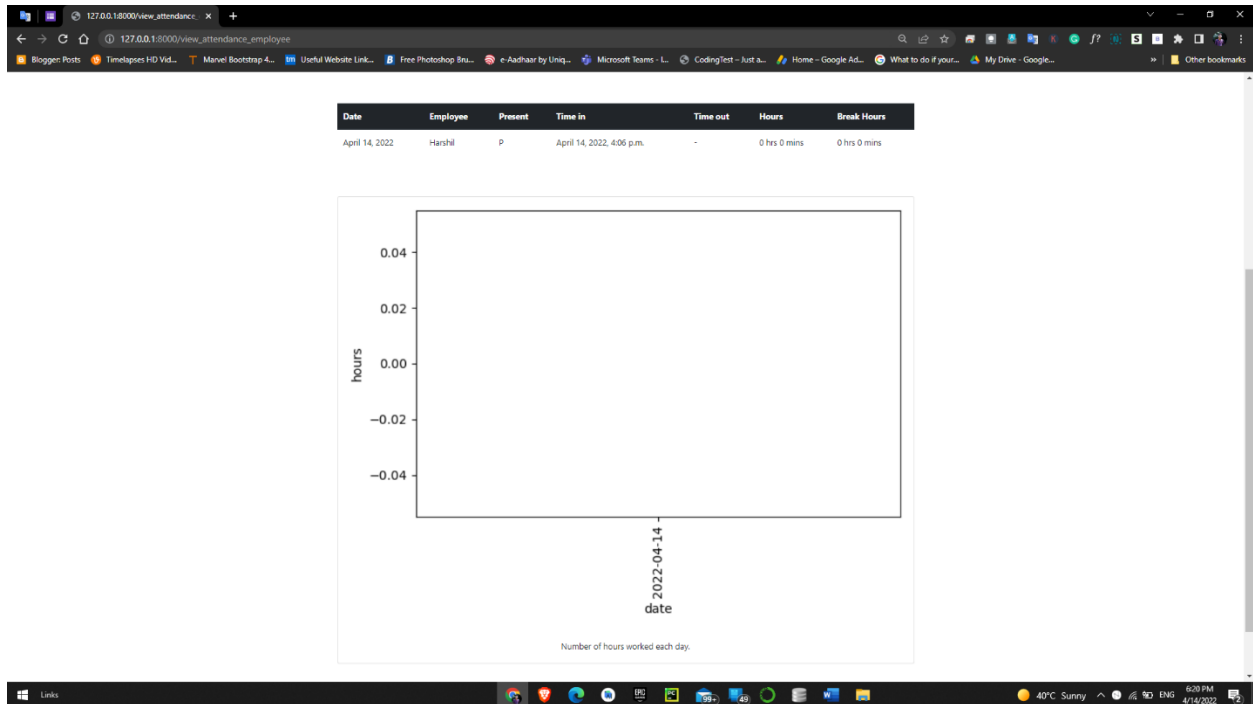 127.0.0.1:8000/view_attendance_
127.0.0.1:8000/view_attendance_employee
Blogger: Posts Timelapses HD Vid... Marvel Bootstrap 4... Useful Website Link... Free Photoshop Bru... e-Aadhaar by Uniq... Microsoft Teams - L... CodingTest – Just a... Home – Google Ad... What to do if your... My Drive - Google... » Other bookmarks
Date Employee Present Time in Time out Hours Break Hours
April 14, 2022 Harshil P April 14, 2022, 4:06 p.m. - 0 hrs 0 mins 0 hrs 0 mins
0.04
0.02
0.00
−0.02
−0.04
hours
2022-04-14
date
Number of hours worked each day.
Links 99+ 49 40°C Sunny ENG 6:20 PM
4/14/2022